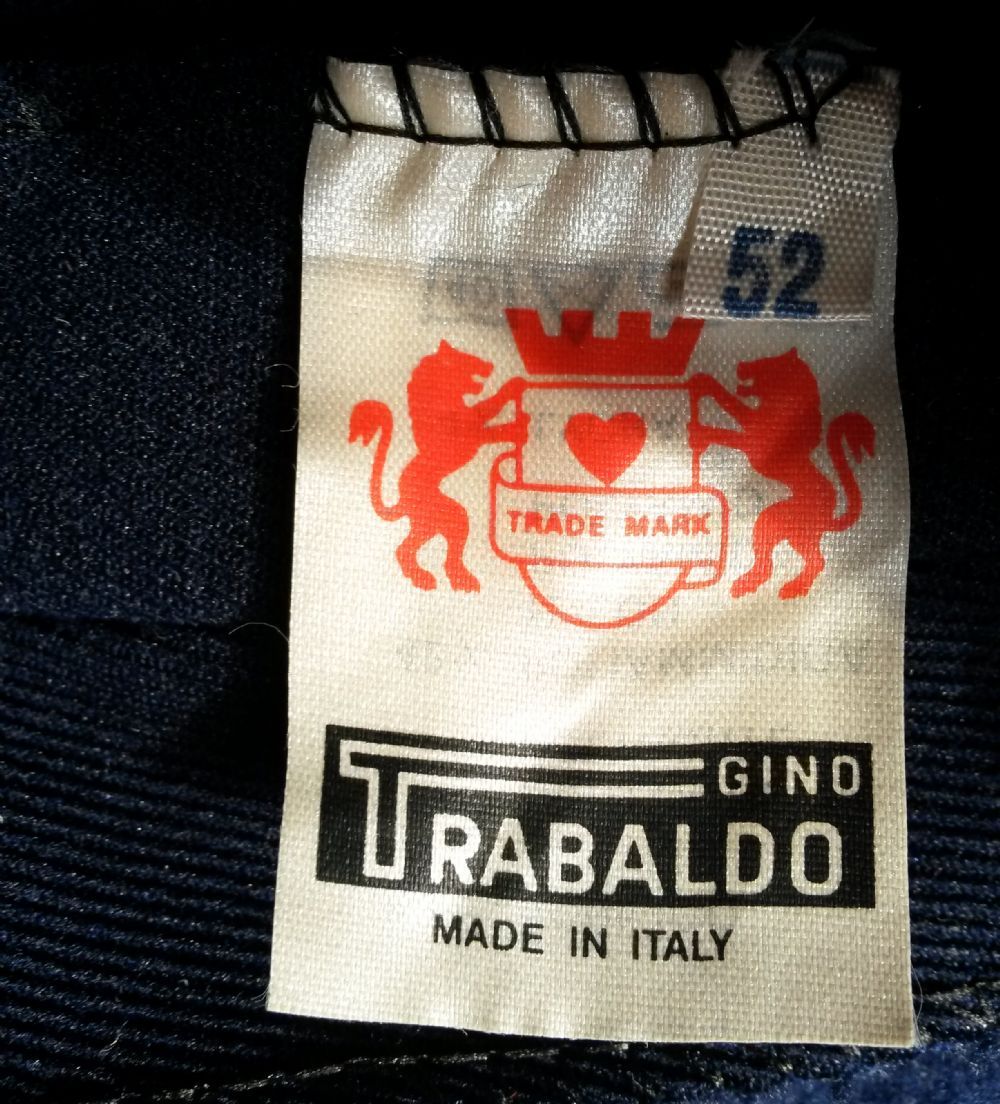 52
TRADE MARK
GINO
TRABALDO
MADE IN ITALY